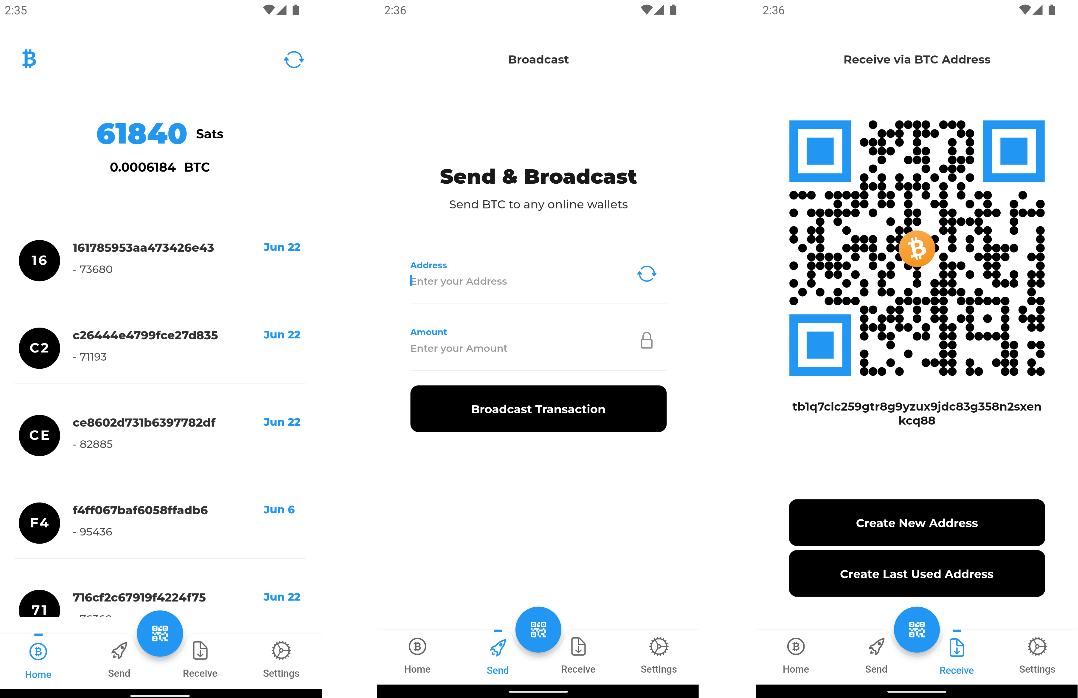 2:35
61840 Sats
0.0006184 BTC
16
161785953aa473426e43
Jun 22
- 73680
C2
c26444e4799fce27d835
Jun 22
- 71193
CE
ce8602d731b6397782df
Jun 22
- 82885
F4
f4ff067baf6058ffadb6
Jun 6
- 95436
71
716cf2c67919f4224f75
Jun 22
Home
Send
Receive
Settings
2:36
Broadcast
Send & Broadcast
Send BTC to any online wallets
Address
Enter your Address
Amount
Enter your Amount
Broadcast Transaction
Home
Send
Receive
Settings
2:36
Receive via BTC Address
tb1q7clc259gtr8g9yzux9jdc83g358n2sxen
kcq88
Create New Address
Create Last Used Address
Home
Send
Receive
Settings